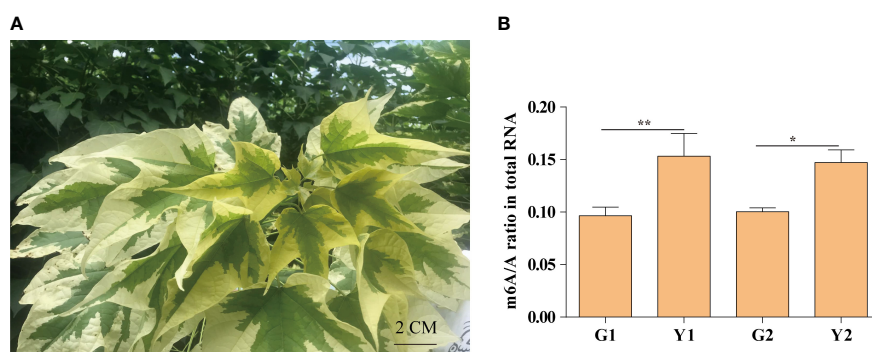 A
B
2 CM
m6A/A ratio in total RNA
0.20
0.15
0.10
0.05
0.00
**
*
G1 Y1 G2 Y2